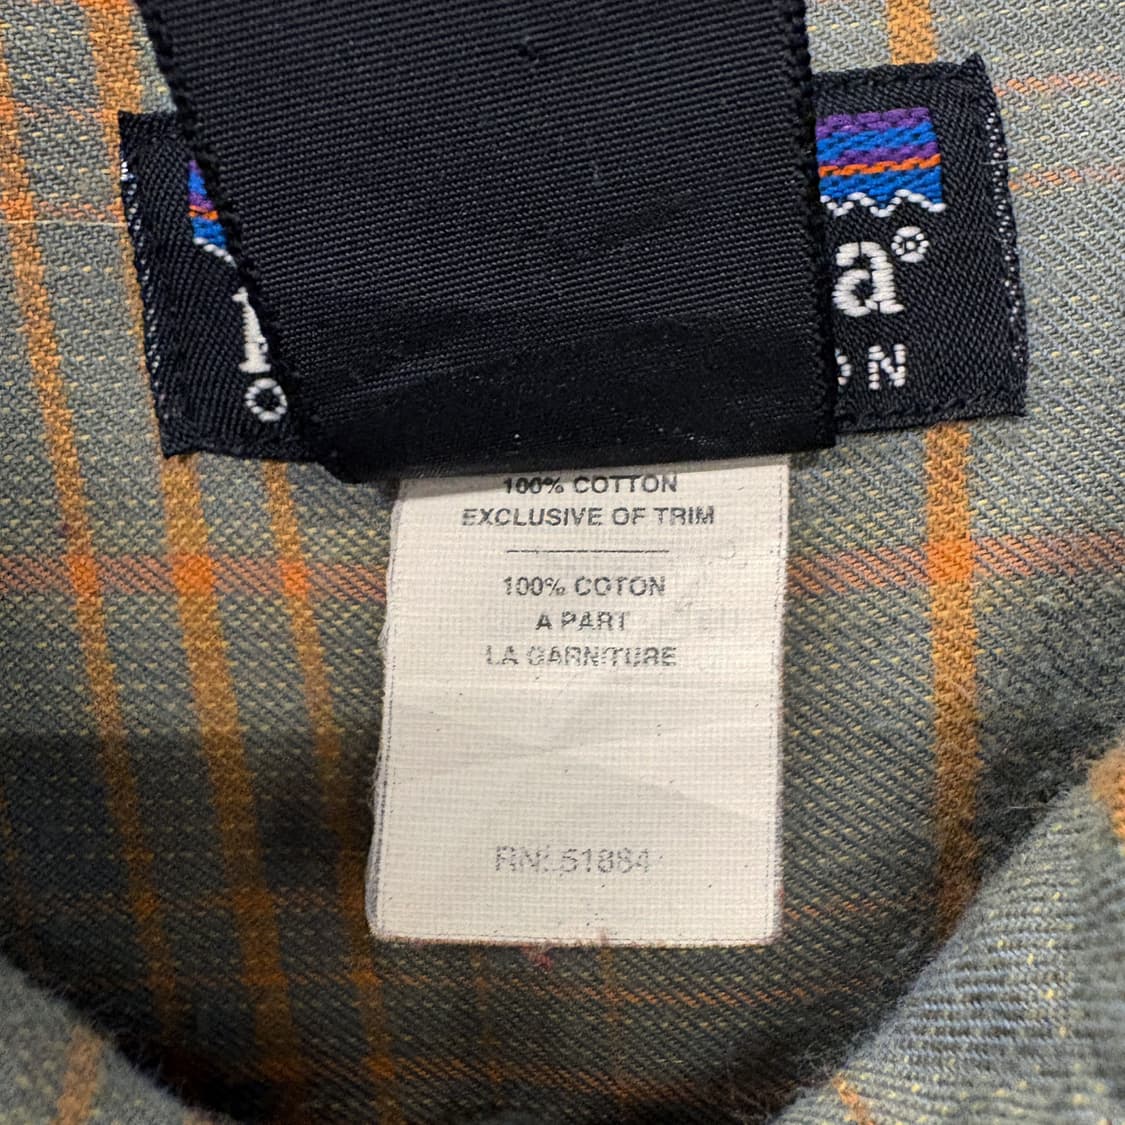 a®
O
N
100% COTTON
EXCLUSIVE OF TRIM
100% COTON
A PART
LA GARNITURE
RN: 51884